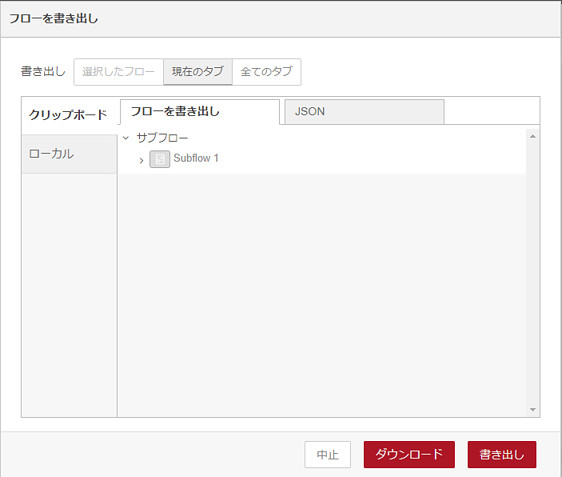 フローを書き出し
書き出し 選択したフロー 現在のタブ 全てのタブ
クリップボード フローを書き出し JSON
サブフロー
ローカル
Subflow 1
中止 ダウンロード 書き出し